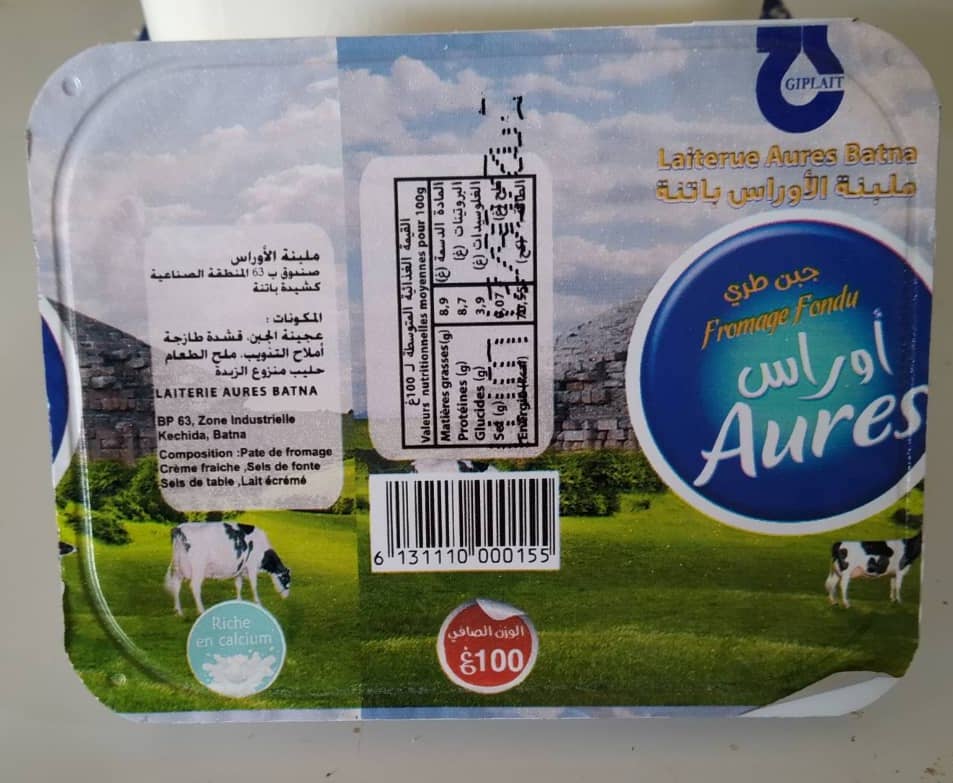 GIPLAIT
Laiterue Aures Batna
ملبنة الأوراس باتنة
جبن طري
Fromage Fondu
أوراس
Aures
ملبنة الأوراس
صندوق ب 63 المنطقة الصناعية
كشيدة باتنة
المكونات :
عجينة الجبن، قشدة طازجة
أملاح التذويب، ملح الطعام
حليب منزوع الزبدة
LAITERIE AURES BATNA
BP 63, Zone Industrielle
Kechida, Batna
Composition :Pate de fromage
Crème fraiche ,Sels de fonte
Sels de table ,Lait écrémé
القيمة الغذائية المتوسطة لـ 100غ
Valeurs nutritionnelles moyennes pour 100g
Matières grasses(g) 8,9 المادة الدسمة (غ)
Protéines (g) 8,7 البروتينات (غ)
Glucides (g) 3,9 الغلوسيدات (غ)
Sel (g)
6 131110 000155
Riche
en calcium
الوزن الصافي
100غ